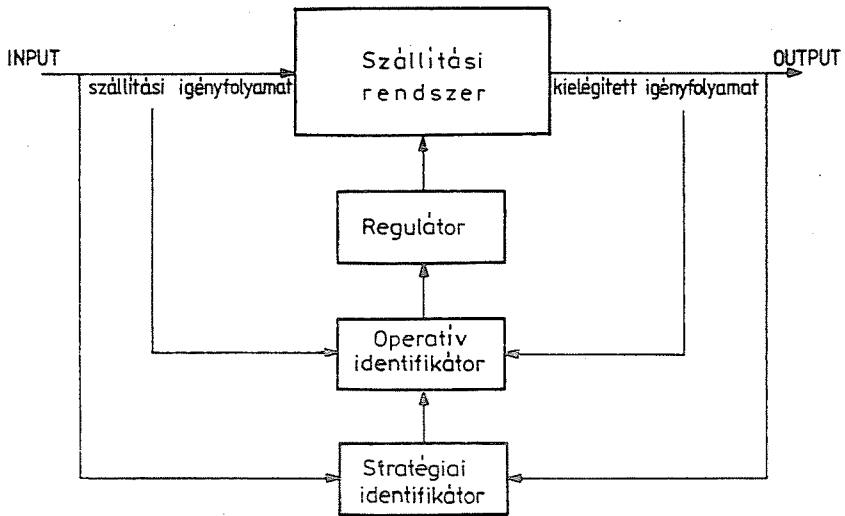 INPUT
szállítási igényfolyamat
Szállítási
rendszer
OUTPUT
kielégített igényfolyamat
Regulátor
Operatív
identifikátor
Stratégiai
identifikátor